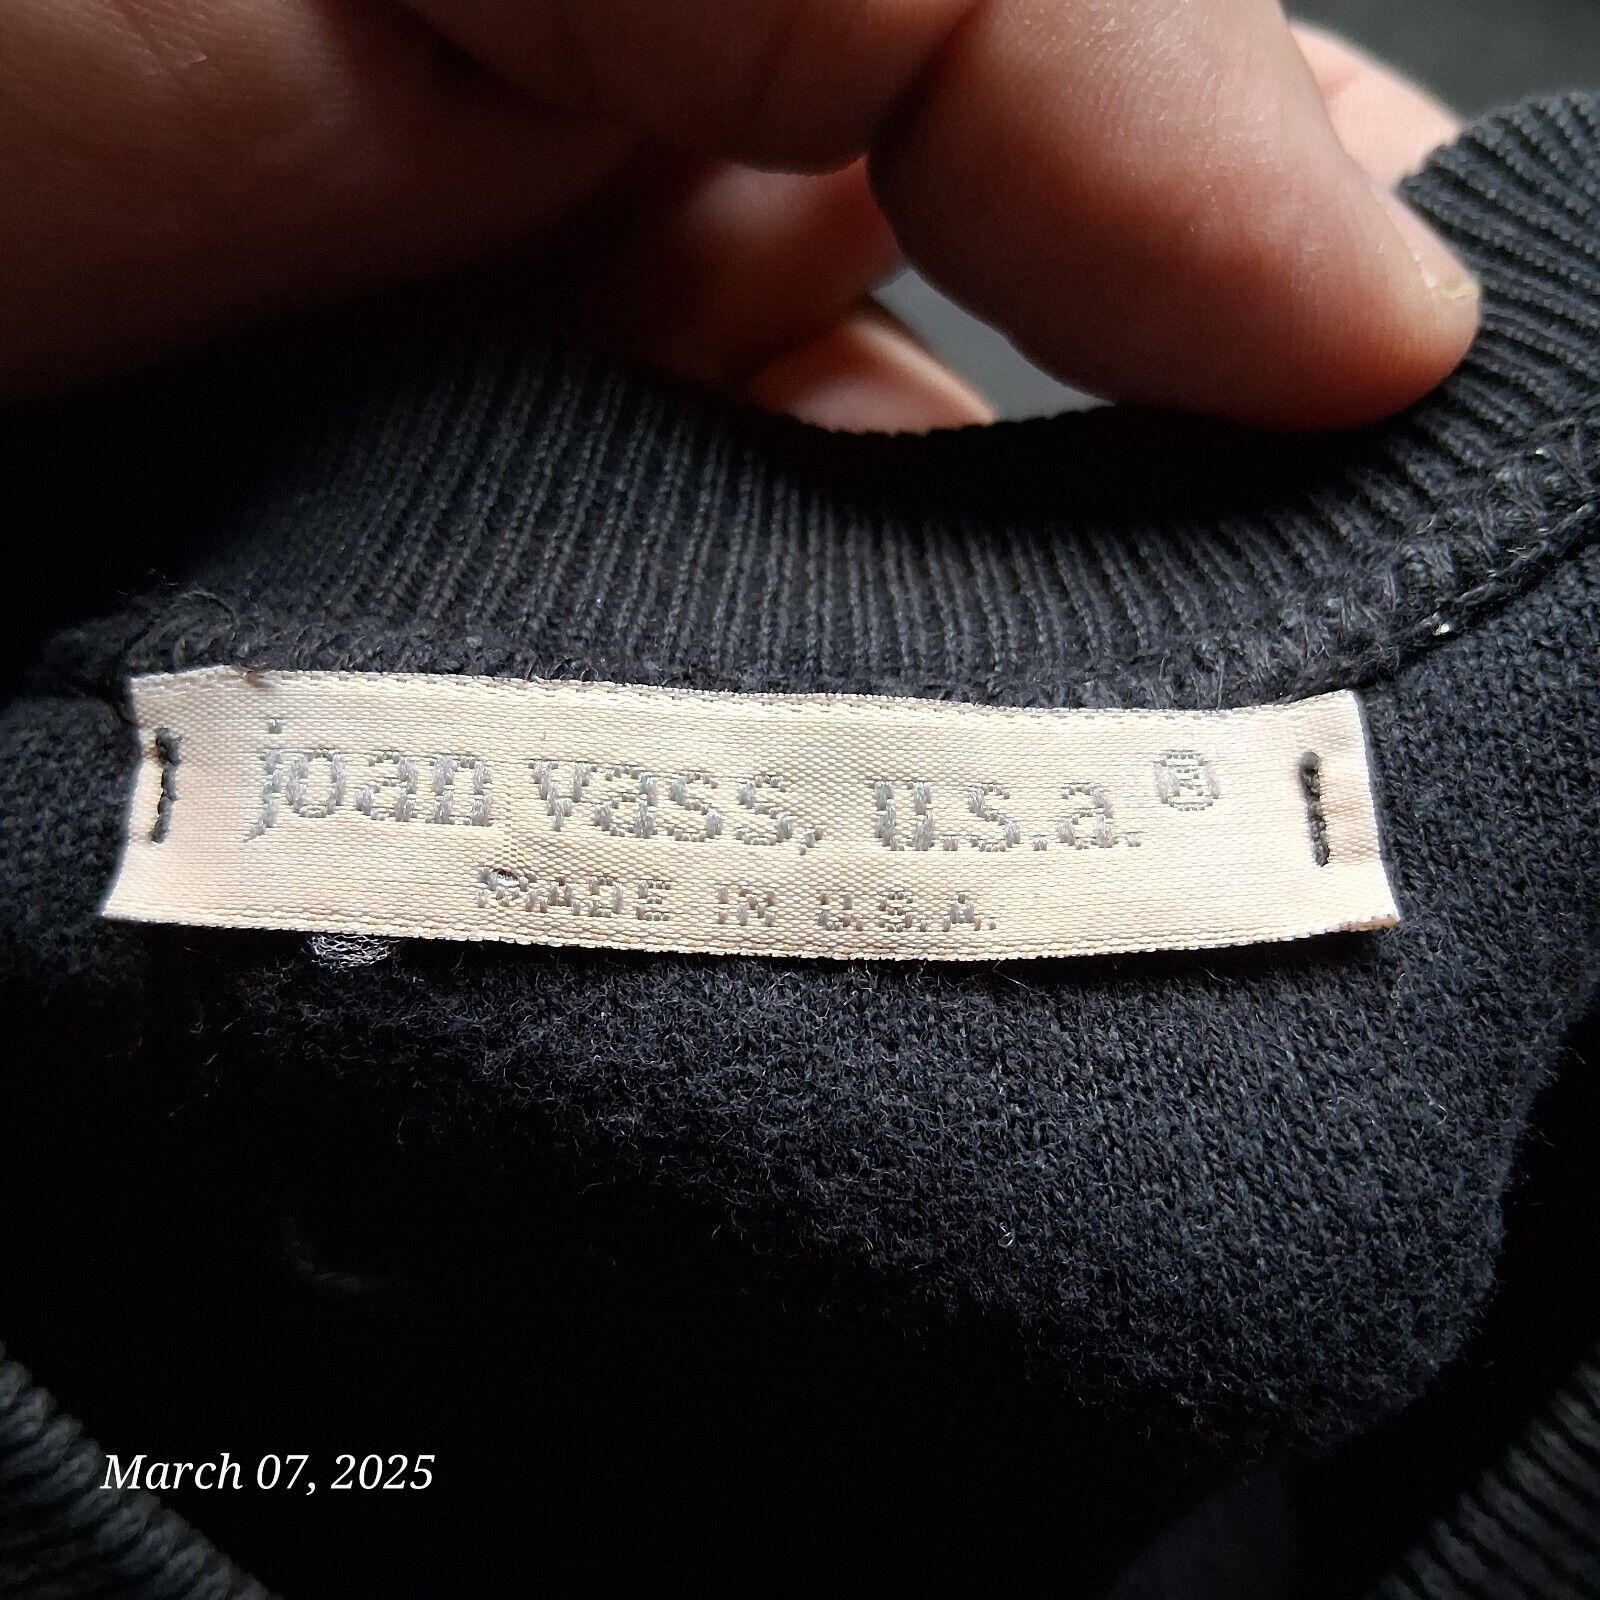 joan vass, u.s.a.®
MADE IN U.S.A.
March 07, 2025